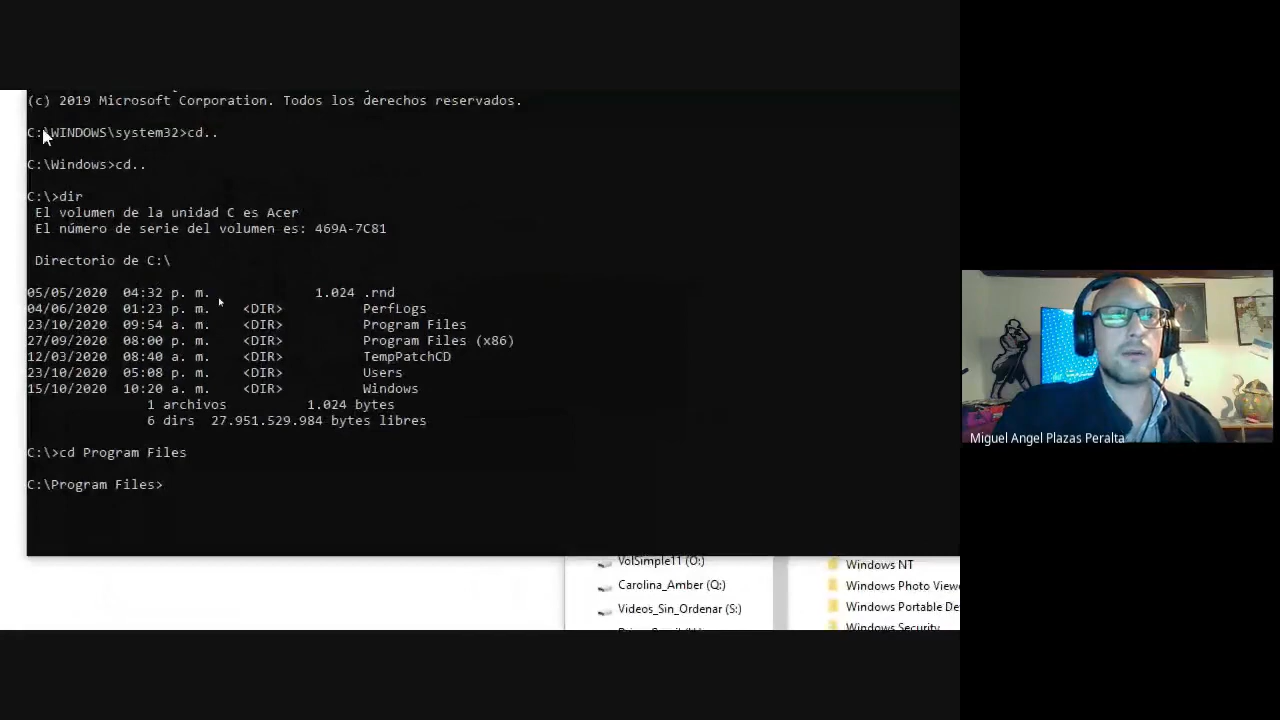 (c) 2019 Microsoft Corporation. Todos los derechos reservados.
C:\WINDOWS\system32>cd..
C:\Windows>cd..
C:\>dir
El volumen de la unidad C es Acer
El número de serie del volumen es: 469A-7C81
Directorio de C:\
05/05/2020 04:32 p. m. 1.024 .rnd
04/06/2020 01:23 p. m. <DIR> PerfLogs
23/10/2020 09:54 a. m. <DIR> Program Files
27/09/2020 08:00 p. m. <DIR> Program Files (x86)
12/03/2020 08:40 a. m. <DIR> TempPatchCD
23/10/2020 05:08 p. m. <DIR> Users
15/10/2020 10:20 a. m. <DIR> Windows
1 archivos 1.024 bytes
6 dirs 27.951.529.984 bytes libres
C:\>cd Program Files
C:\Program Files>
VolSimple11 (O:)
Carolina_Amber (Q:)
Videos_Sin_Ordenar (S:)
Windows NT
Windows Photo Viewe
Windows Portable De
Windows Security
Miguel Angel Plazas Peralta